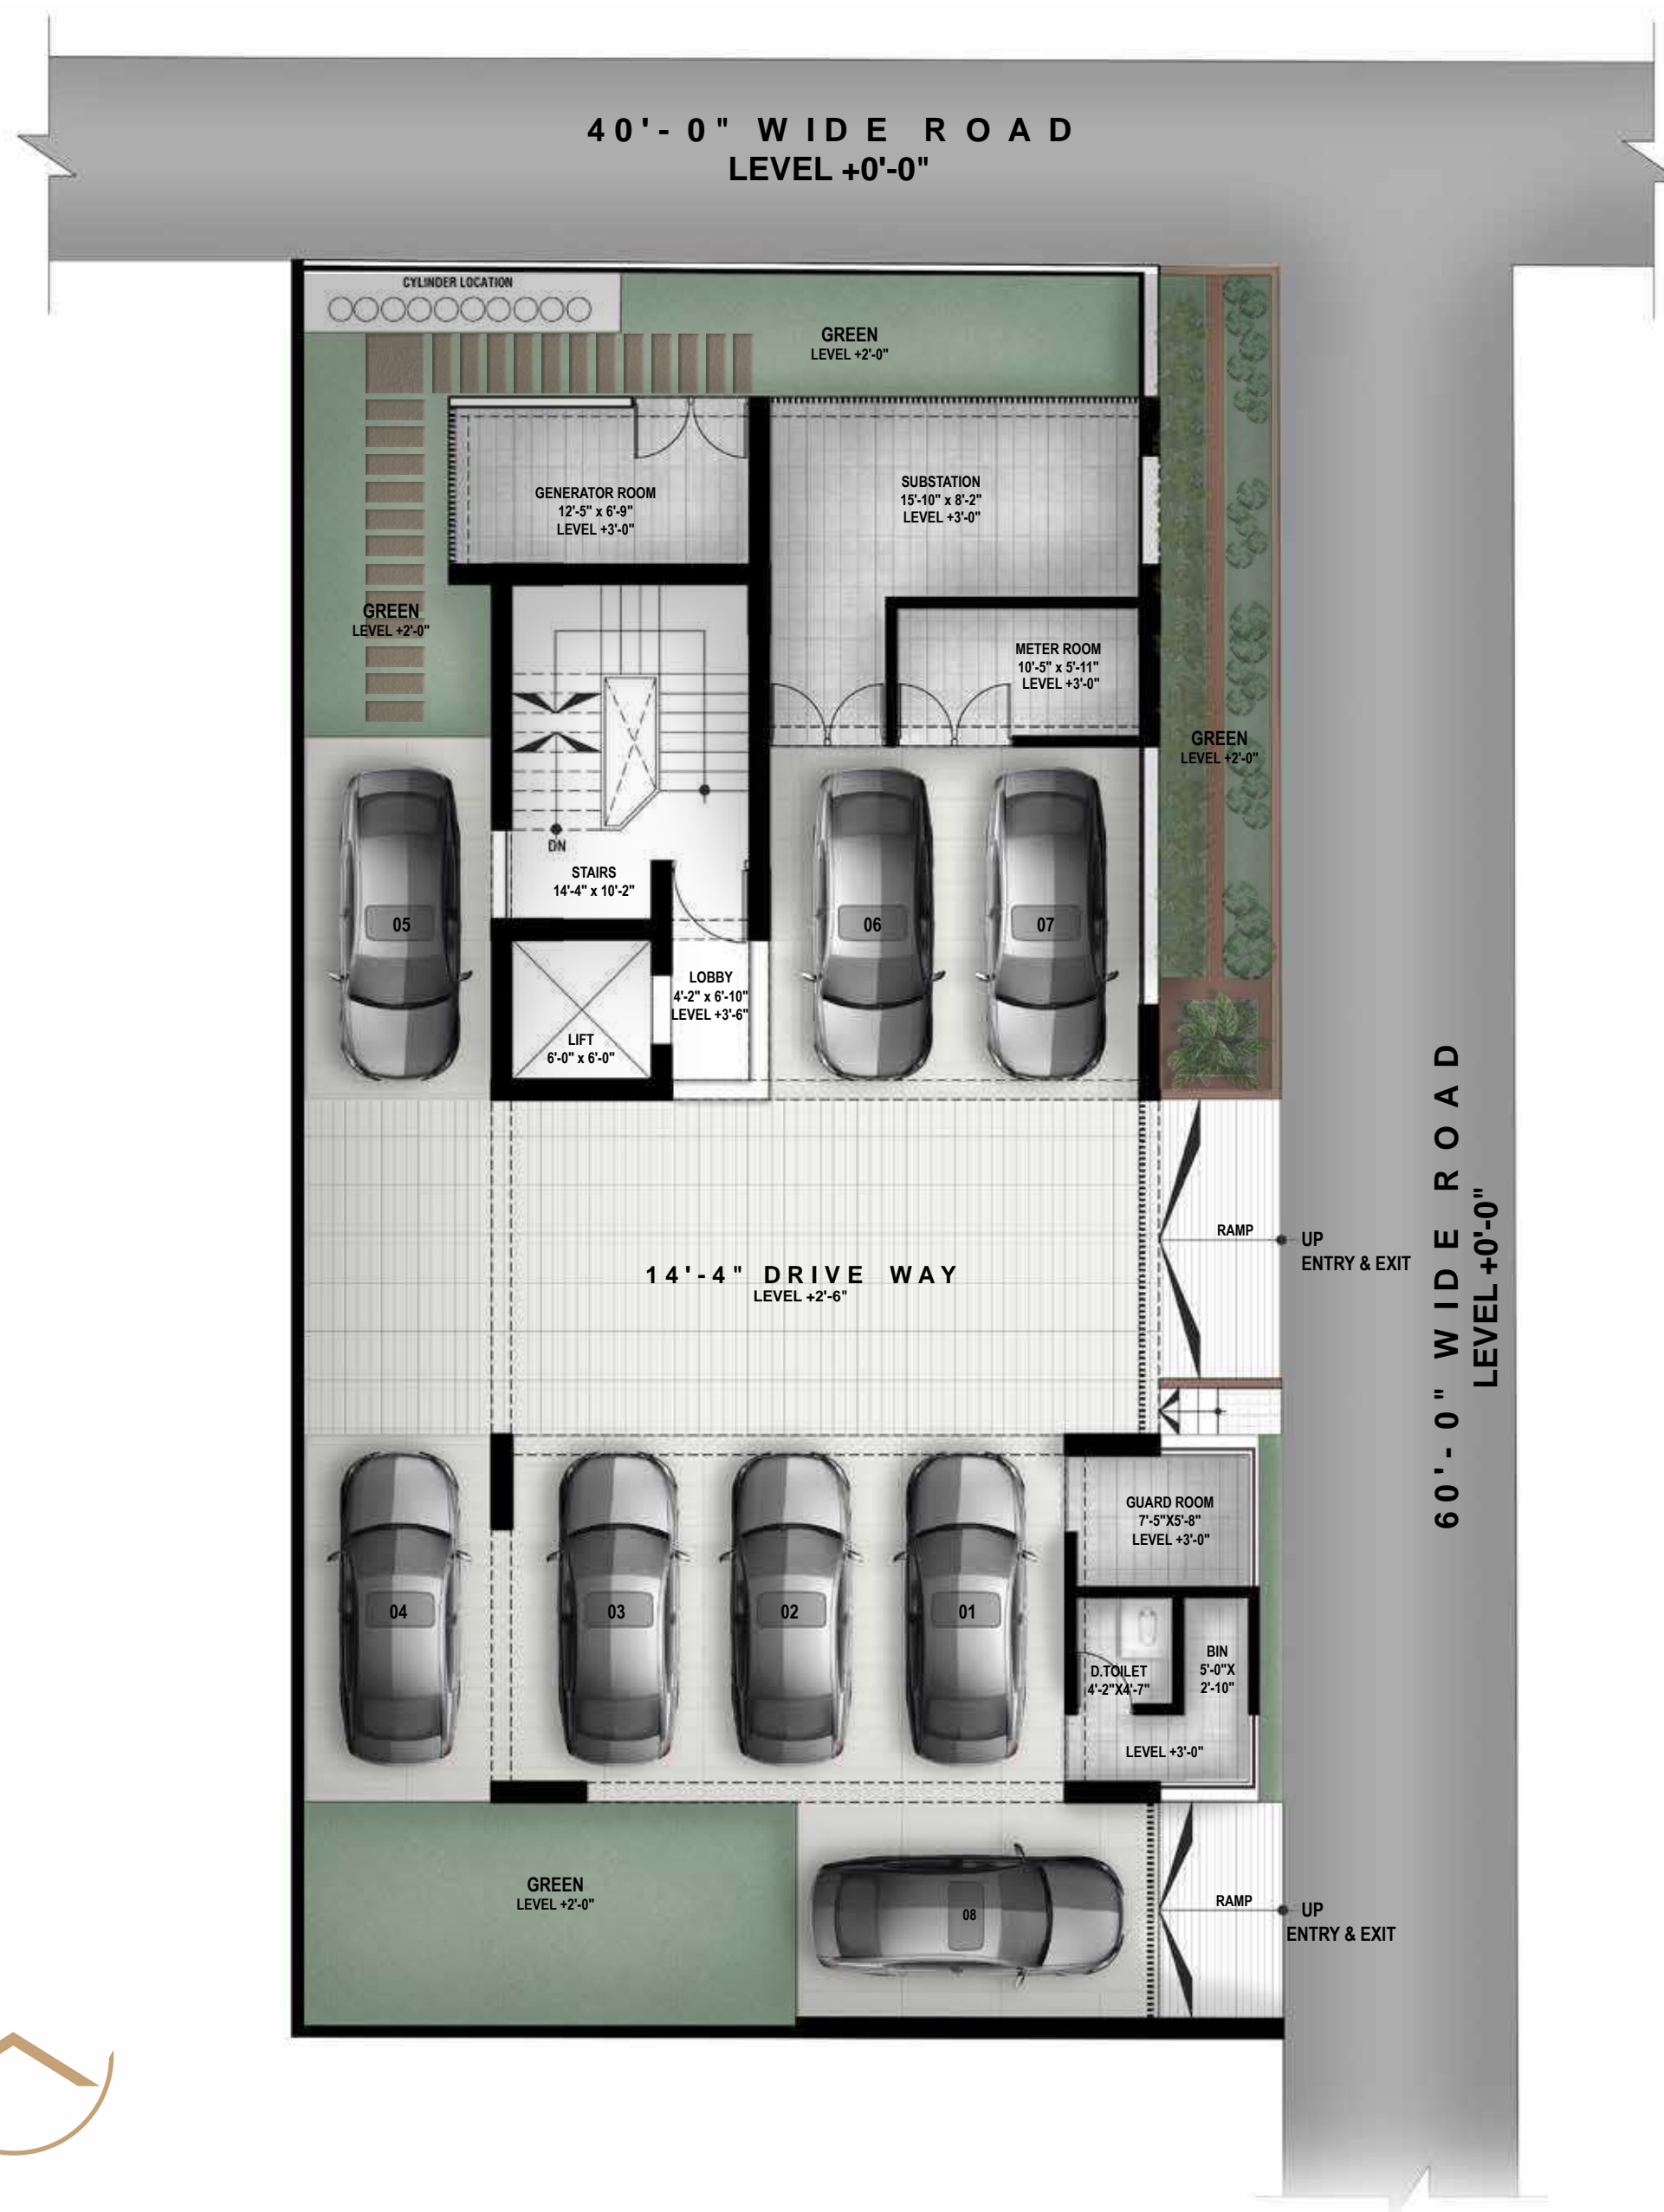 40'-0" WIDE ROAD
LEVEL +0'-0"
CYLINDER LOCATION
GREEN
LEVEL +2'-0"
GENERATOR ROOM
12'-5" x 6'-9"
LEVEL +3'-0"
SUBSTATION
15'-10" x 8'-2"
LEVEL +3'-0"
GREEN
LEVEL +2'-0"
METER ROOM
10'-5" x 5'-11"
LEVEL +3'-0"
GREEN
LEVEL +2'-0"
DN
STAIRS
14'-4" x 10'-2"
05
06
07
LOBBY
4'-2" x 6'-10"
LEVEL +3'-6"
LIFT
6'-0" x 6'-0"
60'-0" WIDE ROAD
LEVEL +0'-0"
RAMP
UP
ENTRY & EXIT
14'-4" DRIVE WAY
LEVEL +2'-6"
GUARD ROOM
7'-5"X5'-8"
LEVEL +3'-0"
04
03
02
01
D.TOILET
4'-2"X4'-7"
BIN
5'-0"X
2'-10"
LEVEL +3'-0"
GREEN
LEVEL +2'-0"
08
RAMP
UP
ENTRY & EXIT